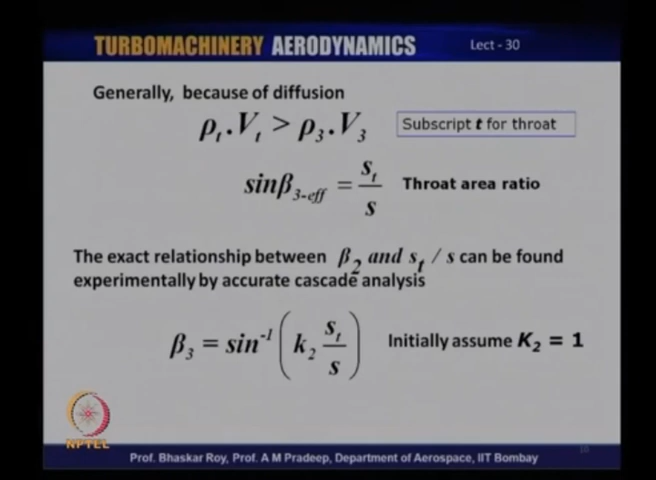 TURBOMACHINERY AERODYNAMICS Lect - 30
Generally, because of diffusion
ρt.Vt > ρ3.V3 Subscript t for throat
sinβ3-eff = st/s Throat area ratio
The exact relationship between β2 and st / s can be found
experimentally by accurate cascade analysis
β3 = sin-1 (k2 st/s) Initially assume K2 = 1
NPTEL
Prof. Bhaskar Roy, Prof. A M Pradeep, Department of Aerospace, IIT Bombay